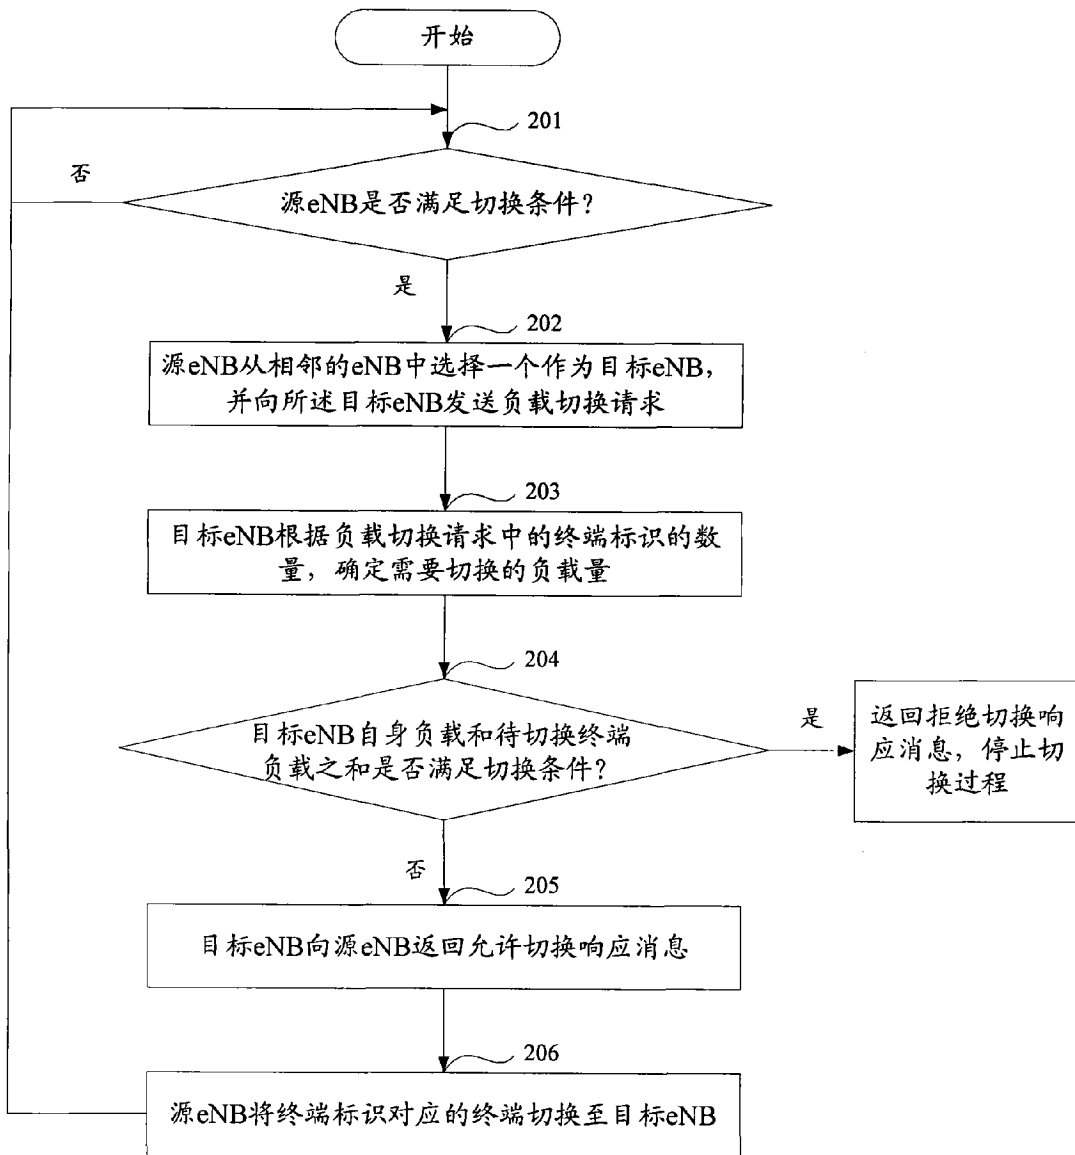 开始
201
否
源eNB是否满足切换条件?
是
202
源eNB从相邻的eNB中选择一个作为目标eNB,
并向所述目标eNB发送负载切换请求
203
目标eNB根据负载切换请求中的终端标识的数
量,确定需要切换的负载量
204
目标eNB自身负载和待切换终端
负载之和是否满足切换条件?
是
返回拒绝切换响
应消息,停止切
换过程
否
205
目标eNB向源eNB返回允许切换响应消息
206
源eNB将终端标识对应的终端切换至目标eNB